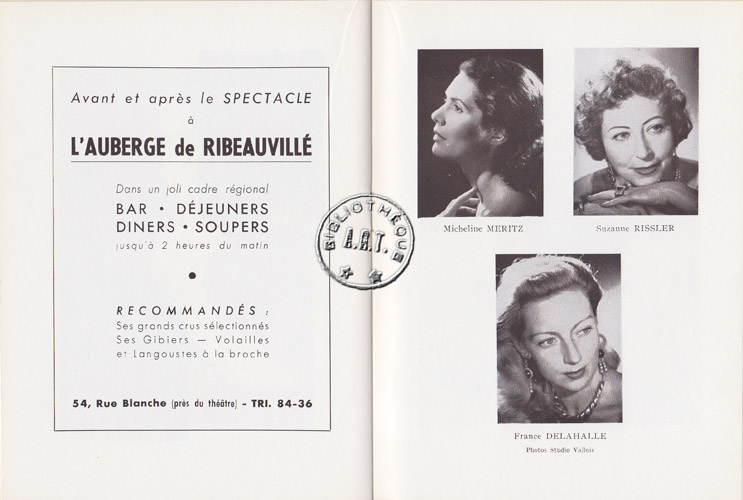 Avant et après le SPECTACLE
à
L'AUBERGE de RIBEAUVILLÉ
Dans un joli cadre régional
BAR • DÉJEUNERS
DINERS • SOUPERS
jusqu'à 2 heures du matin
RECOMMANDÉS :
Ses grands crus sélectionnés
Ses Gibiers — Volailles
et Langoustes à la broche
54, Rue Blanche (près du théâtre) - TRI. 84-36
BIBLIOTHÈQUE
A.R.T.
Micheline MERITZ
Suzanne RISSLER
France DELAHALLE
Photos Studio Vallois